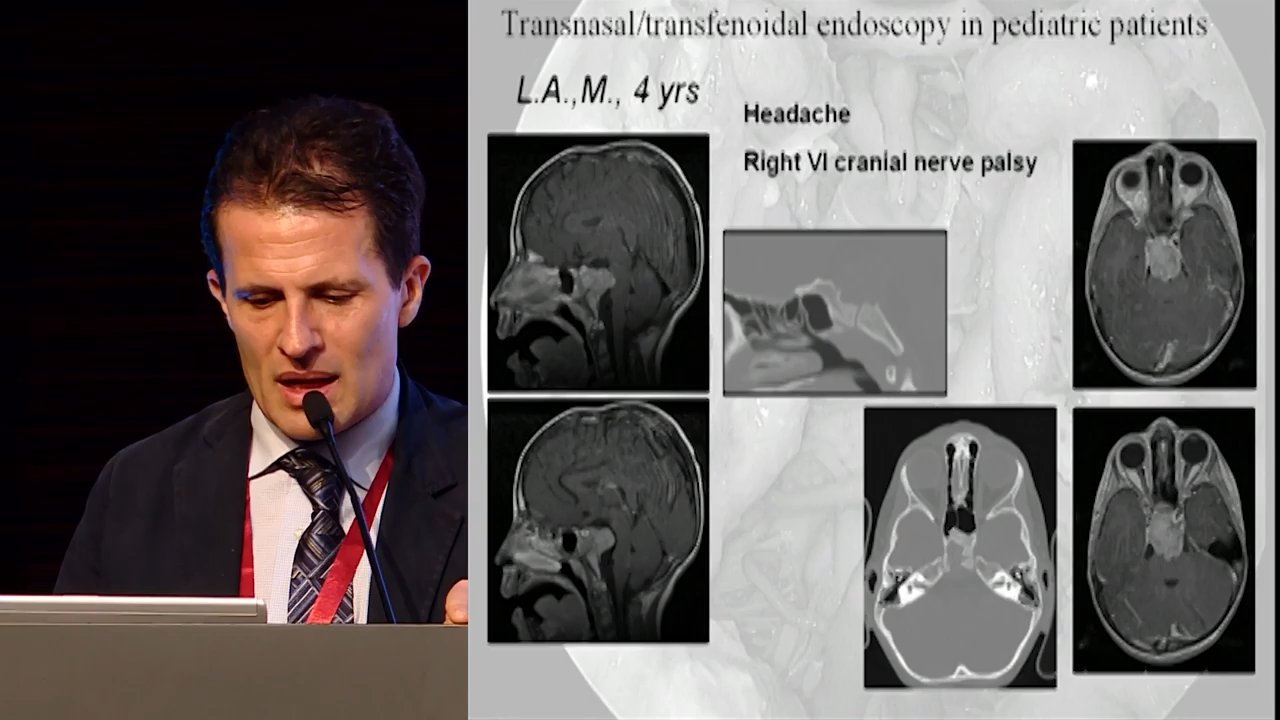 Transnasal/transfenoidal endoscopy in pediatric patients
L.A.,M., 4 yrs
Headache
Right VI cranial nerve palsy